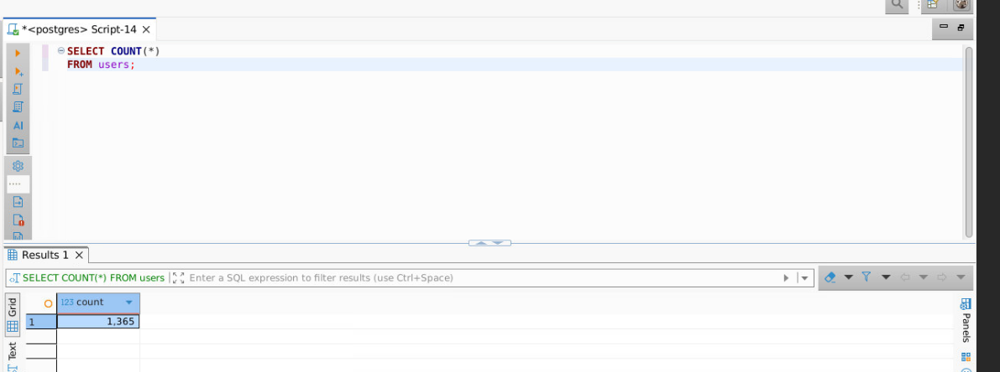 *<postgres> Script-14
SELECT COUNT(*)
FROM users;
AI
Results 1
SELECT COUNT(*) FROM users
Enter a SQL expression to filter results (use Ctrl+Space)
Grid
123 count
1
1,365
Text
Panels